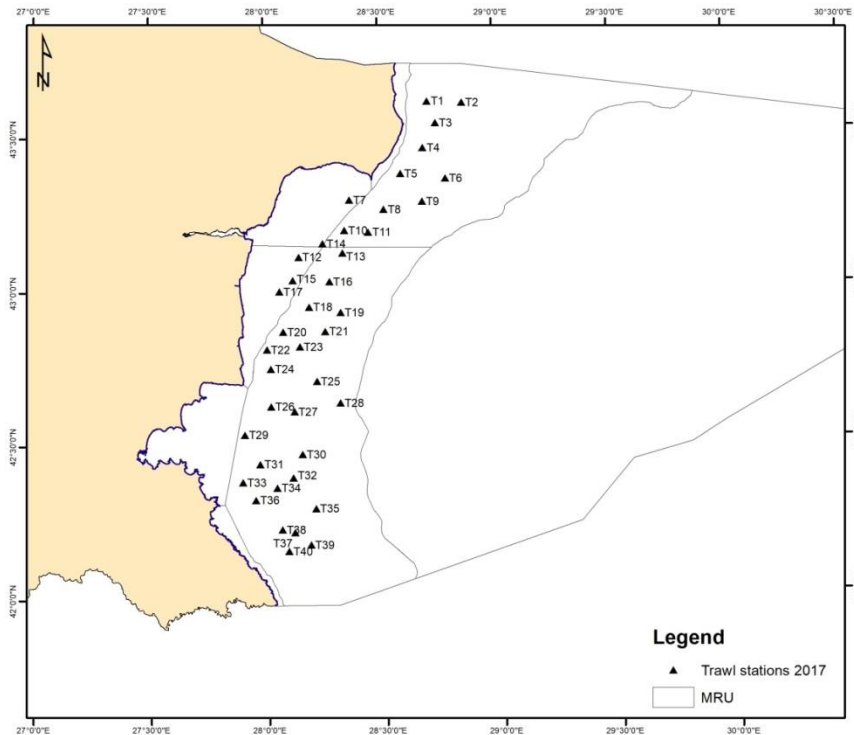 27°0'0"E 27°30'0"E 28°0'0"E 28°30'0"E 29°0'0"E 29°30'0"E 30°0'0"E 30°30'0"E
N
43°30'0"N
43°0'0"N
42°30'0"N
42°0'0"N
T1 T2
T3
T4
T5 T6
T7 T9
T8
T10 T11
T14
T12 T13
T15 T16
T17
T18 T19
T20 T21
T22 T23
T24
T25
T26 T27 T28
T29
T30
T31
T33 T34 T32
T36
T35
T38
T37 T39
T40
Legend
Trawl stations 2017
MRU
27°0'0"E 27°30'0"E 28°0'0"E 28°30'0"E 29°0'0"E 29°30'0"E 30°0'0"E